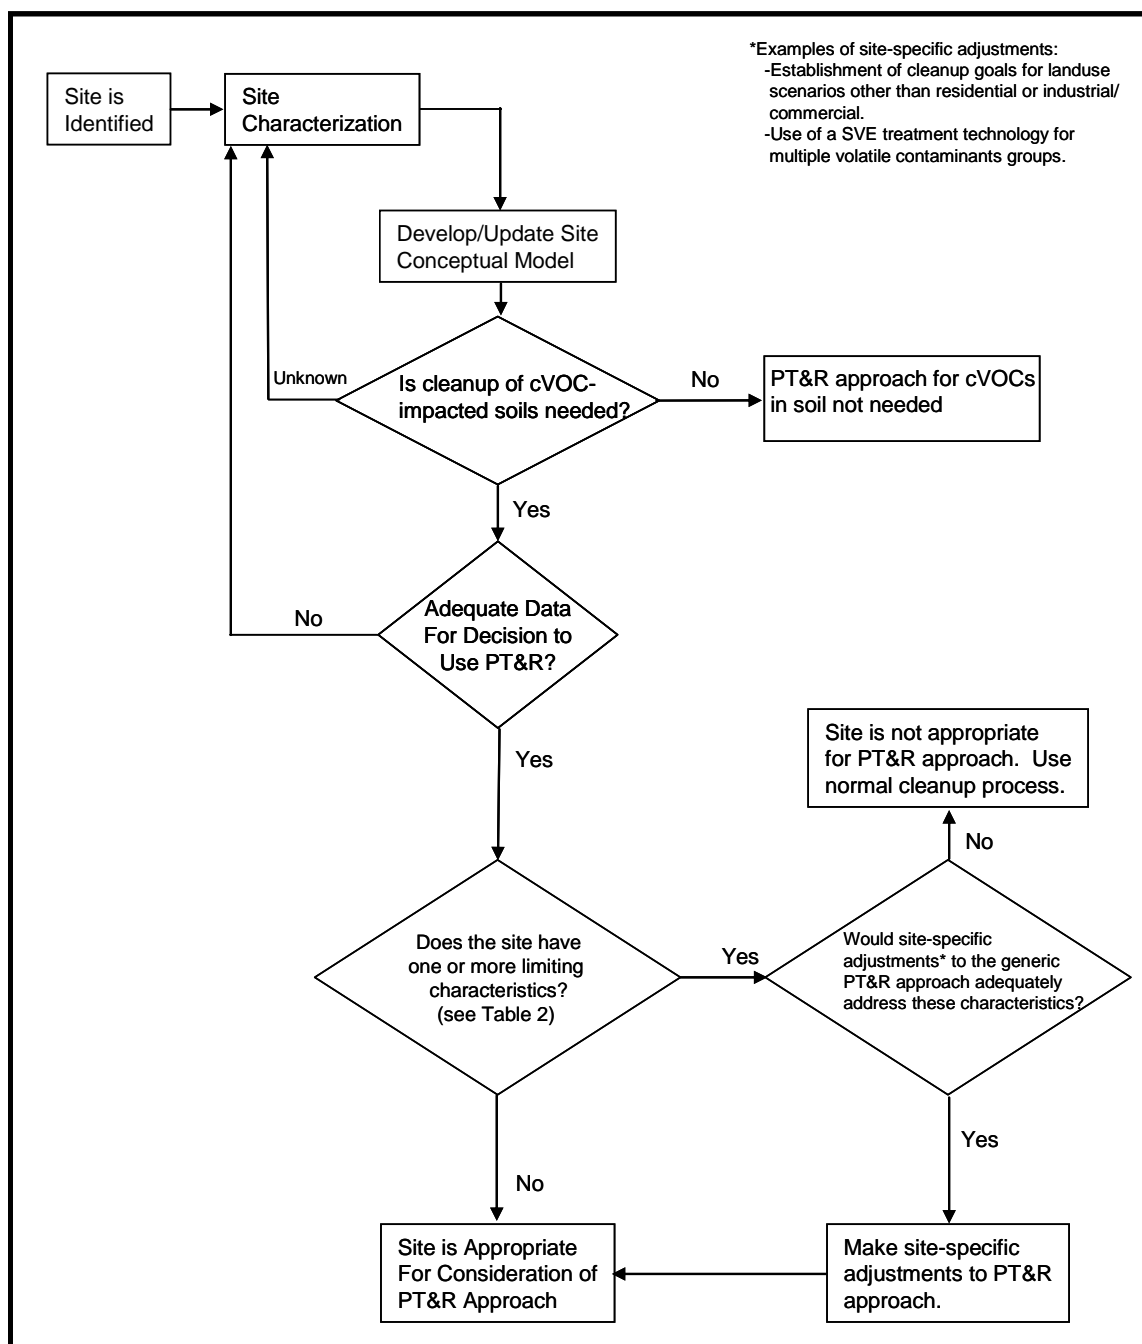 *Examples of site-specific adjustments:
-Establishment of cleanup goals for landuse
scenarios other than residential or industrial/
commercial.
-Use of a SVE treatment technology for
multiple volatile contaminants groups.
Site is
Identified
Site
Characterization
Develop/Update Site
Conceptual Model
Unknown
Is cleanup of cVOC-
impacted soils needed?
No
PT&R approach for cVOCs
in soil not needed
Yes
No
Adequate Data
For Decision to
Use PT&R?
Yes
Site is not appropriate
for PT&R approach.  Use
normal cleanup process.
No
Does the site have
one or more limiting
characteristics?
(see Table 2)
Yes
Would site-specific
adjustments* to the generic
PT&R approach adequately
address these characteristics?
Yes
No
Site is Appropriate
For Consideration of
PT&R Approach
Make site-specific
adjustments to PT&R
approach.